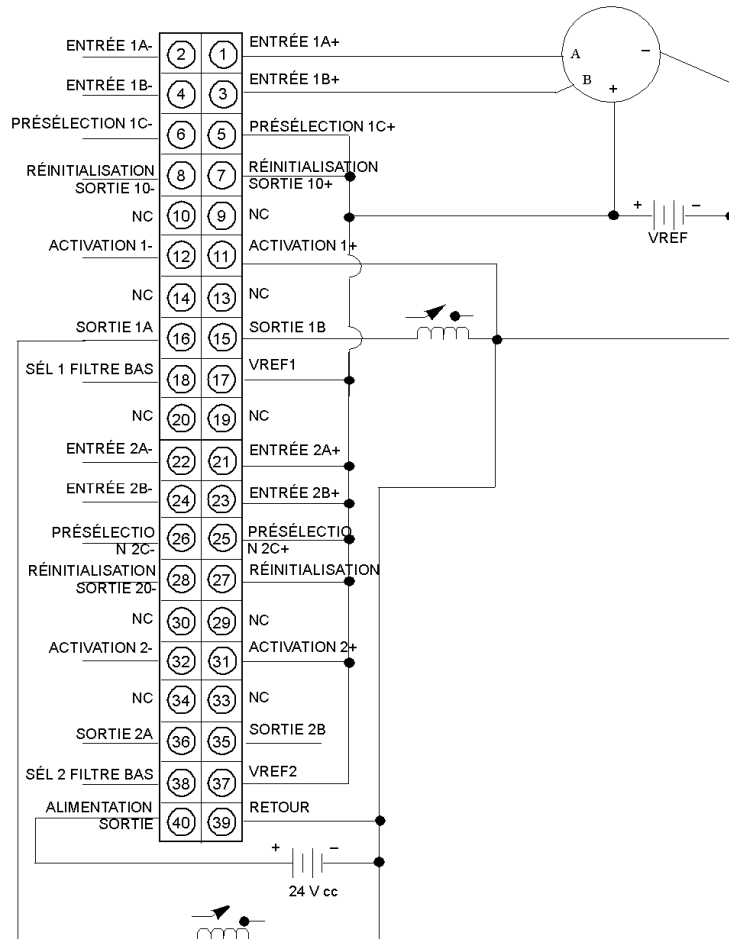 ENTRÉE 1A- 2 1 ENTRÉE 1A+
A -
ENTRÉE 1B- 4 3 ENTRÉE 1B+
B +
PRÉSÉLECTION 1C- 6 5 PRÉSÉLECTION 1C+
RÉINITIALISATION
SORTIE 10- 8 7 RÉINITIALISATION
SORTIE 10+
NC 10 9 NC
+ -
VREF
ACTIVATION 1- 12 11 ACTIVATION 1+
NC 14 13 NC
SORTIE 1A 16 15 SORTIE 1B
SÉL 1 FILTRE BAS 18 17 VREF1
NC 20 19 NC
ENTRÉE 2A- 22 21 ENTRÉE 2A+
ENTRÉE 2B- 24 23 ENTRÉE 2B+
PRÉSÉLECTIO
N 2C- 26 25 PRÉSÉLECTIO
N 2C+
RÉINITIALISATION
SORTIE 20- 28 27 RÉINITIALISATION
NC 30 29 NC
ACTIVATION 2- 32 31 ACTIVATION 2+
NC 34 33 NC
SORTIE 2A 36 35 SORTIE 2B
SÉL 2 FILTRE BAS 38 37 VREF2
ALIMENTATION
SORTIE 40 39 RETOUR
+ -
24 V cc